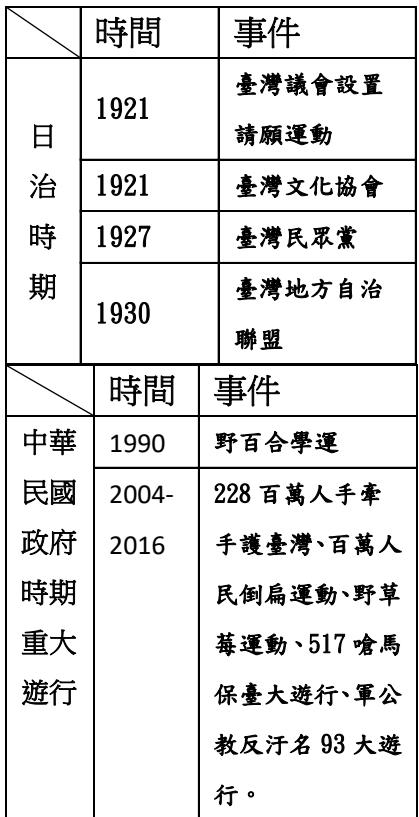 時間 事件
日治時期
1921 臺灣議會設置
請願運動
1921 臺灣文化協會
1927 臺灣民眾黨
1930 臺灣地方自治
聯盟
時間 事件
中華 1990 野百合學運
民國 2004- 228 百萬人手牽
政府 2016 手護臺灣、百萬人
時期 民倒扁運動、野草
重大 莓運動、517 嗆馬
遊行 保臺大遊行、軍公
教反汙名 93 大遊
行。